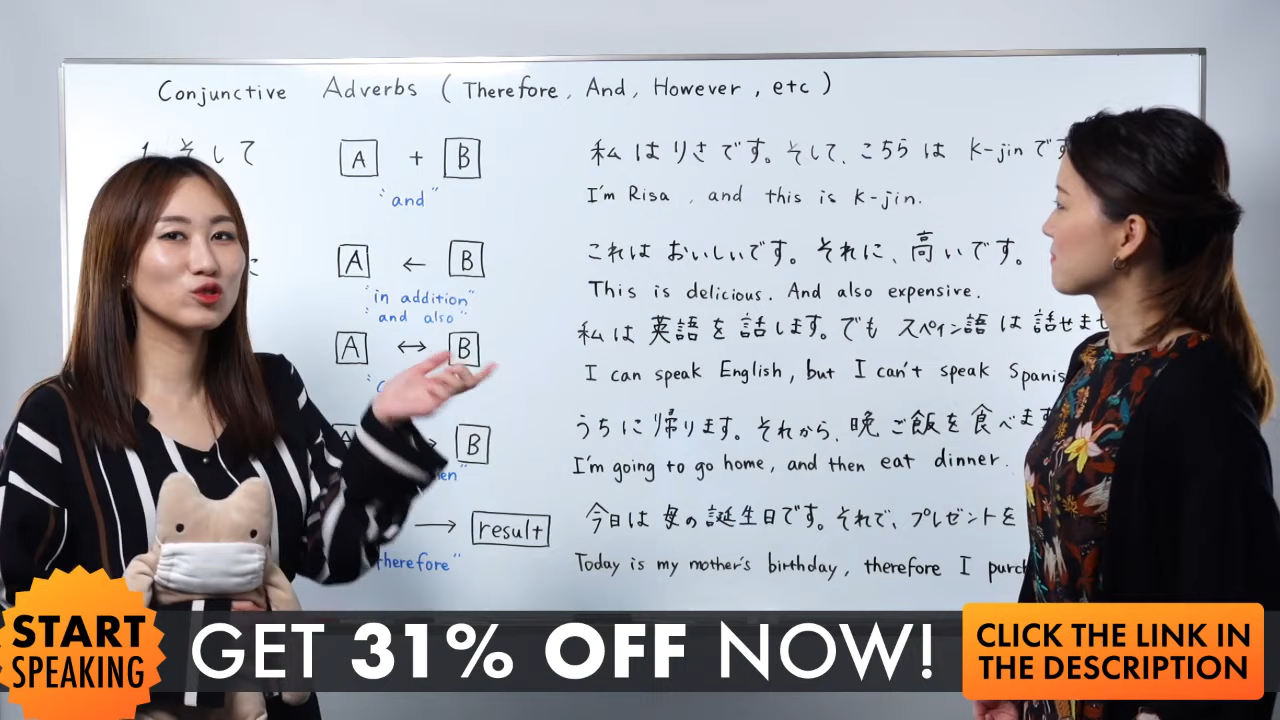 Conjunctive Adverbs ( Therefore, And, However, etc )
1. そして
A + B
"and"
私はりさです。そして、こちらは K-jin です
I'm Risa, and this is K-jin.
に
A ← B
"in addition"
"and also"
これはおいしいです。それに、高いです。
This is delicious. And also expensive.
A ↔ B
私は英語を話します。でも スペイン語は話せませ
I can speak English, but I can't speak Spanis
A B
うちに帰ります。それから、晩ご飯を食べます
I'm going to go home, and then eat dinner.
→ result
therefore"
今日は母の誕生日です。それで、プレゼントを
Today is my mother's birthday, therefore I purch
START SPEAKING
GET 31% OFF NOW!
CLICK THE LINK IN
THE DESCRIPTION